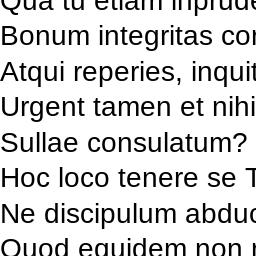 Qua tu etiam inprude
Bonum integritas cor
Atqui reperies, inquit
Urgent tamen et nihi
Sullae consulatum?
Hoc loco tenere se T
Ne discipulum abduc
Quod equidem non r